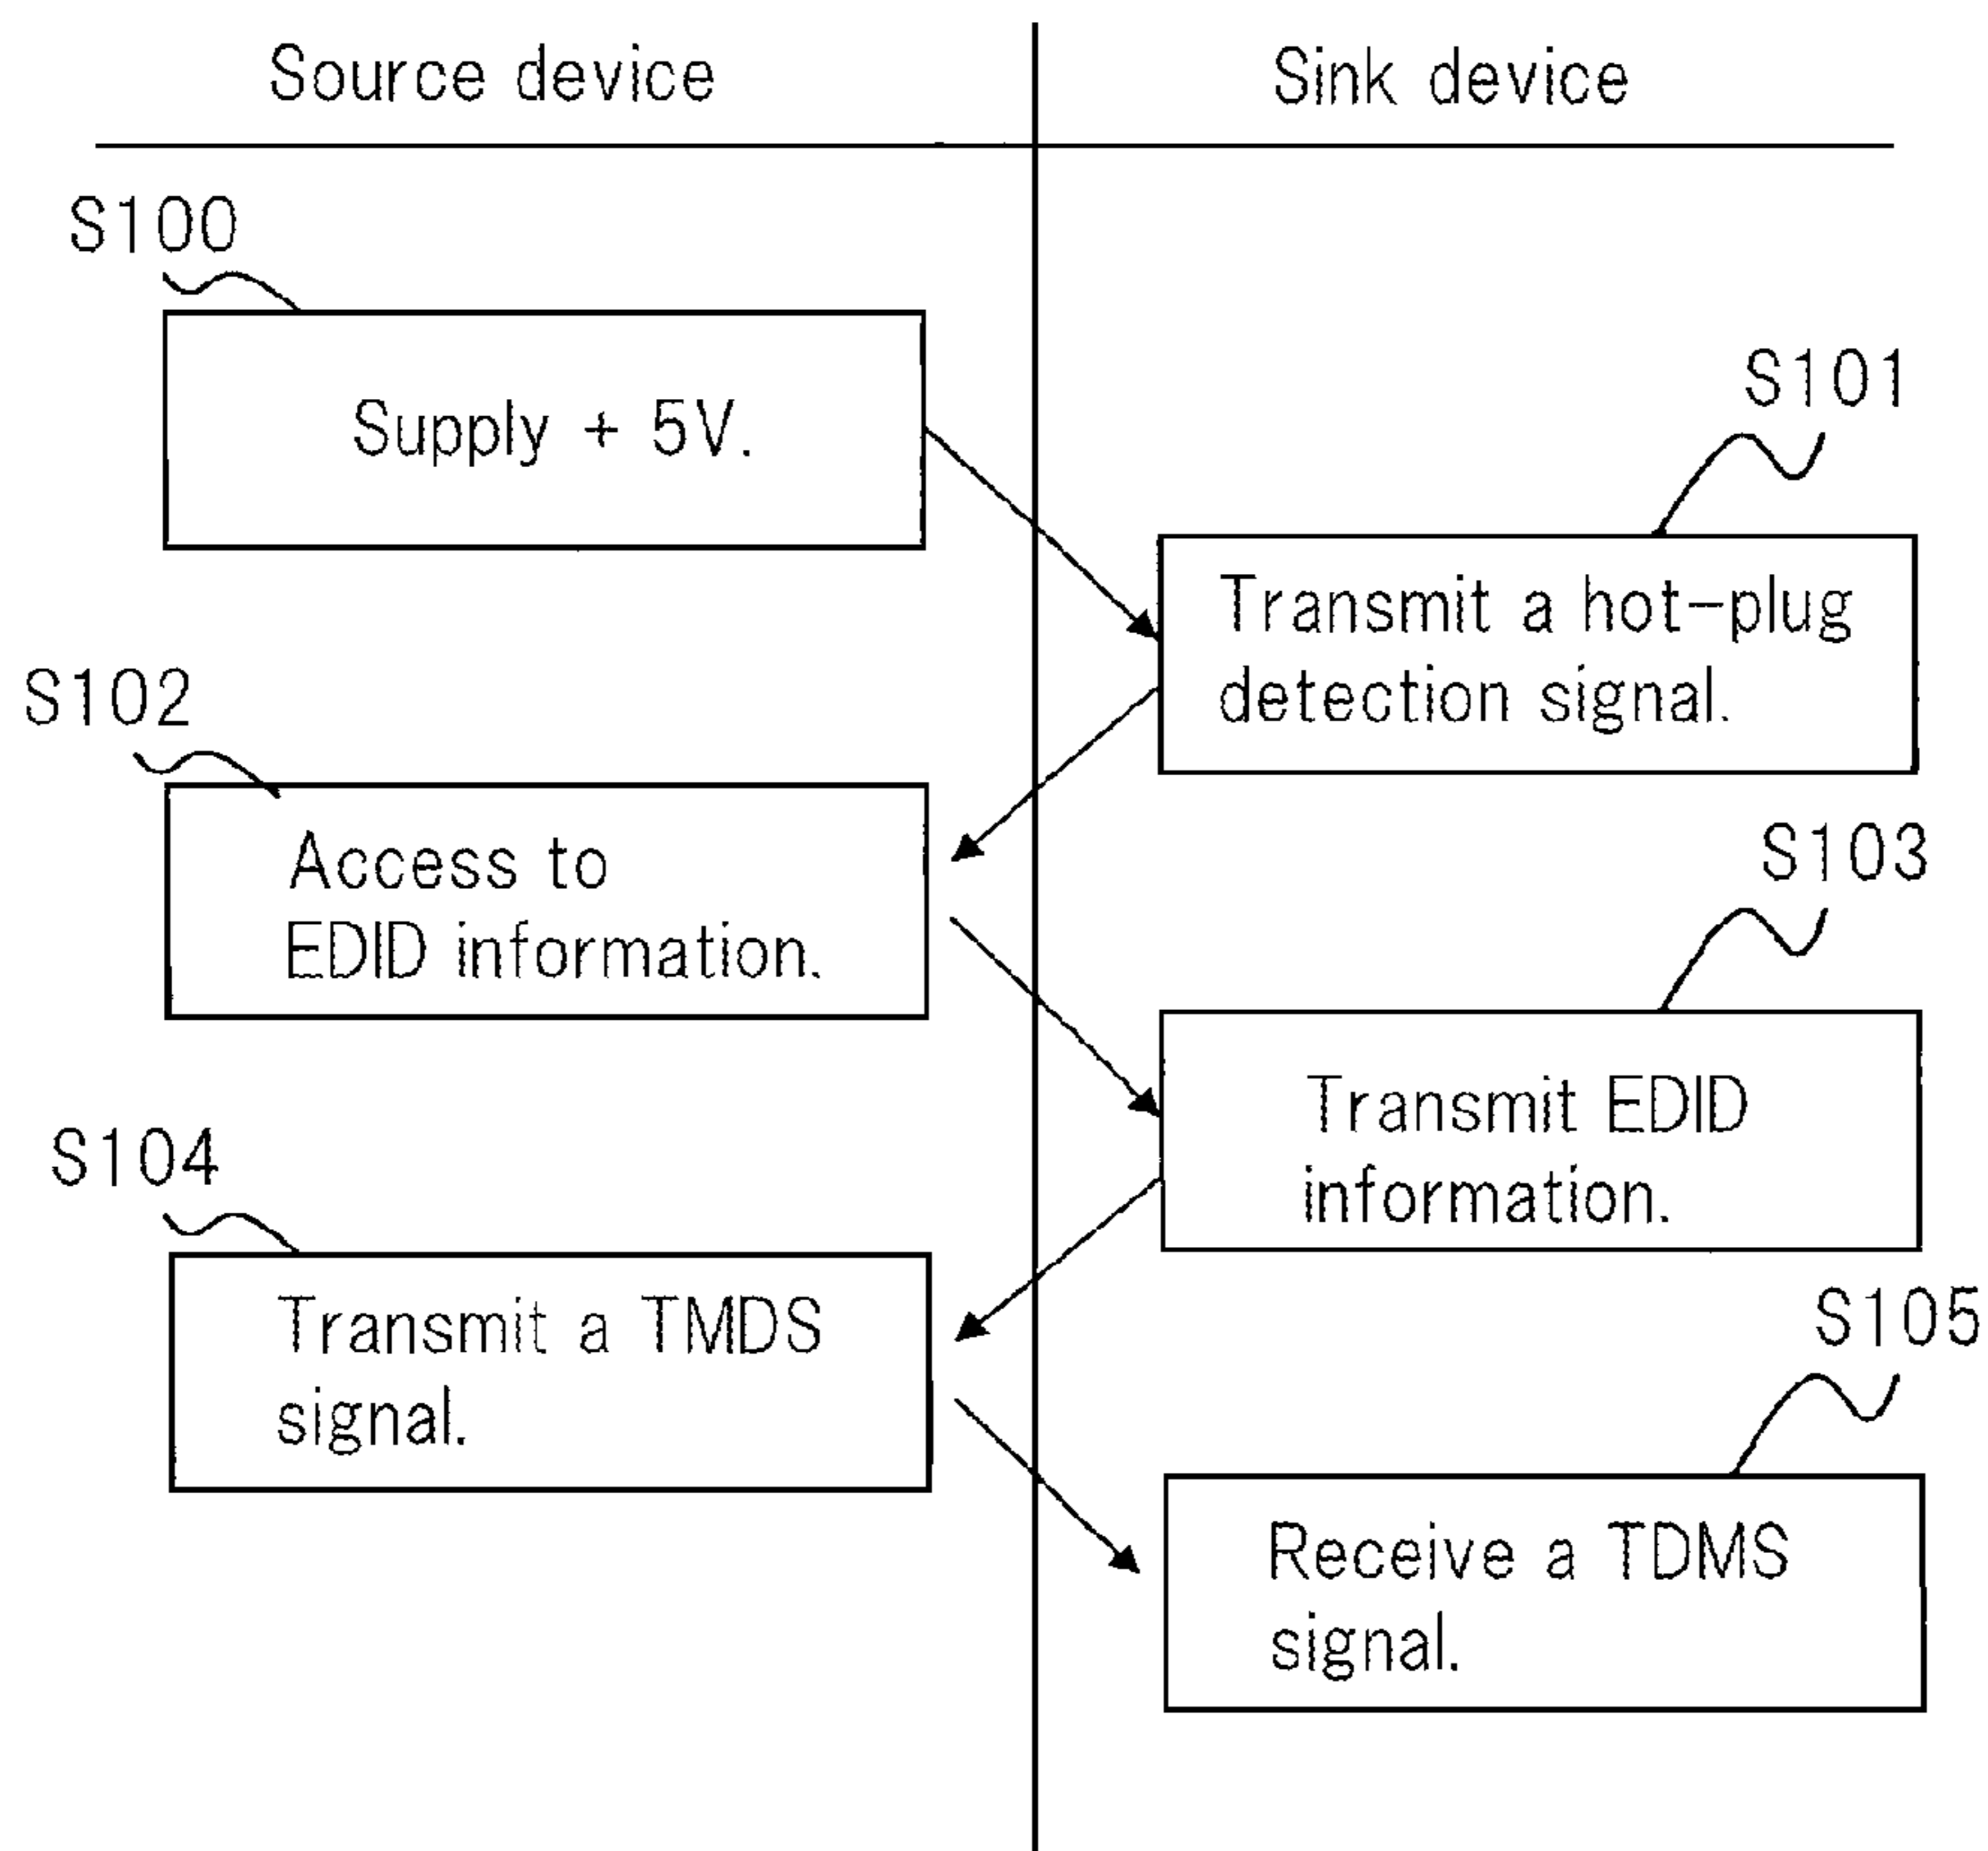 Source device
Sink device
S100
Supply + 5V.
S101
Transmit a hot-plug
detection signal.
S102
Access to
EDID information.
S103
Transmit EDID
information.
S104
Transmit a TMDS
signal.
S105
Receive a TDMS
signal.